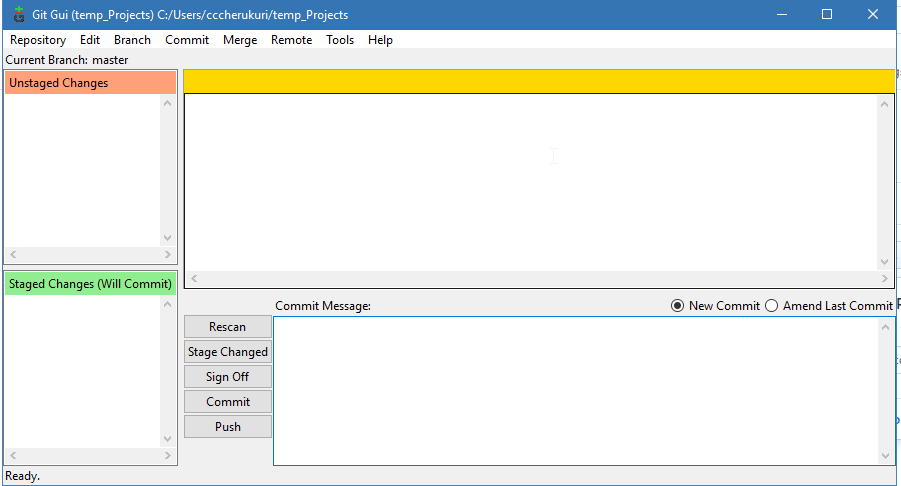 Git Gui (temp_Projects) C:/Users/cccherukuri/temp_Projects
Repository Edit Branch Commit Merge Remote Tools Help
Current Branch: master
Unstaged Changes
Staged Changes (Will Commit)
Commit Message:
New Commit Amend Last Commit
Rescan
Stage Changed
Sign Off
Commit
Push
Ready.